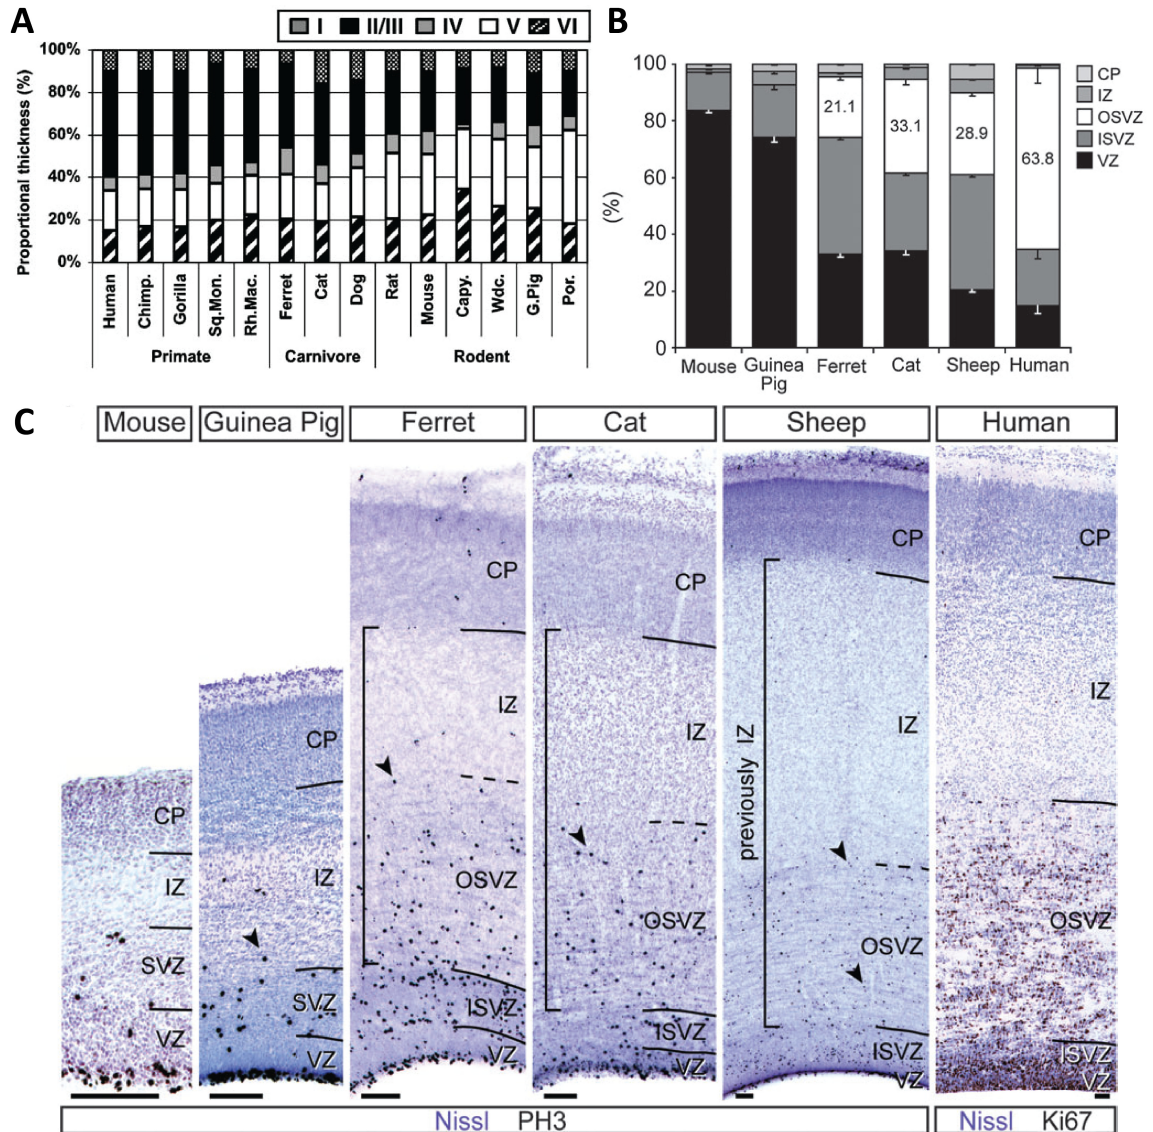 A
I II/III IV V VI
Proportional thickness (%)
100%
80%
60%
40%
20%
0%
Human Chimp. Gorilla Sq.Mon. Rh.Mac. Ferret Cat Dog Rat Mouse Capy. Wdc. G.Pig Por.
Primate Carnivore Rodent
B
(%)
100
80
60
40
20
0
21.1
33.1
28.9
63.8
CP
IZ
OSVZ
ISVZ
VZ
Mouse Guinea Pig Ferret Cat Sheep Human
C
Mouse Guinea Pig Ferret Cat Sheep Human
CP
IZ
SVZ
VZ
CP
IZ
SVZ
VZ
CP
IZ
OSVZ
ISVZ
VZ
CP
IZ
OSVZ
ISVZ
VZ
previously IZ
CP
IZ
OSVZ
ISVZ
VZ
CP
IZ
OSVZ
ISVZ
VZ
Nissl PH3
Nissl Ki67